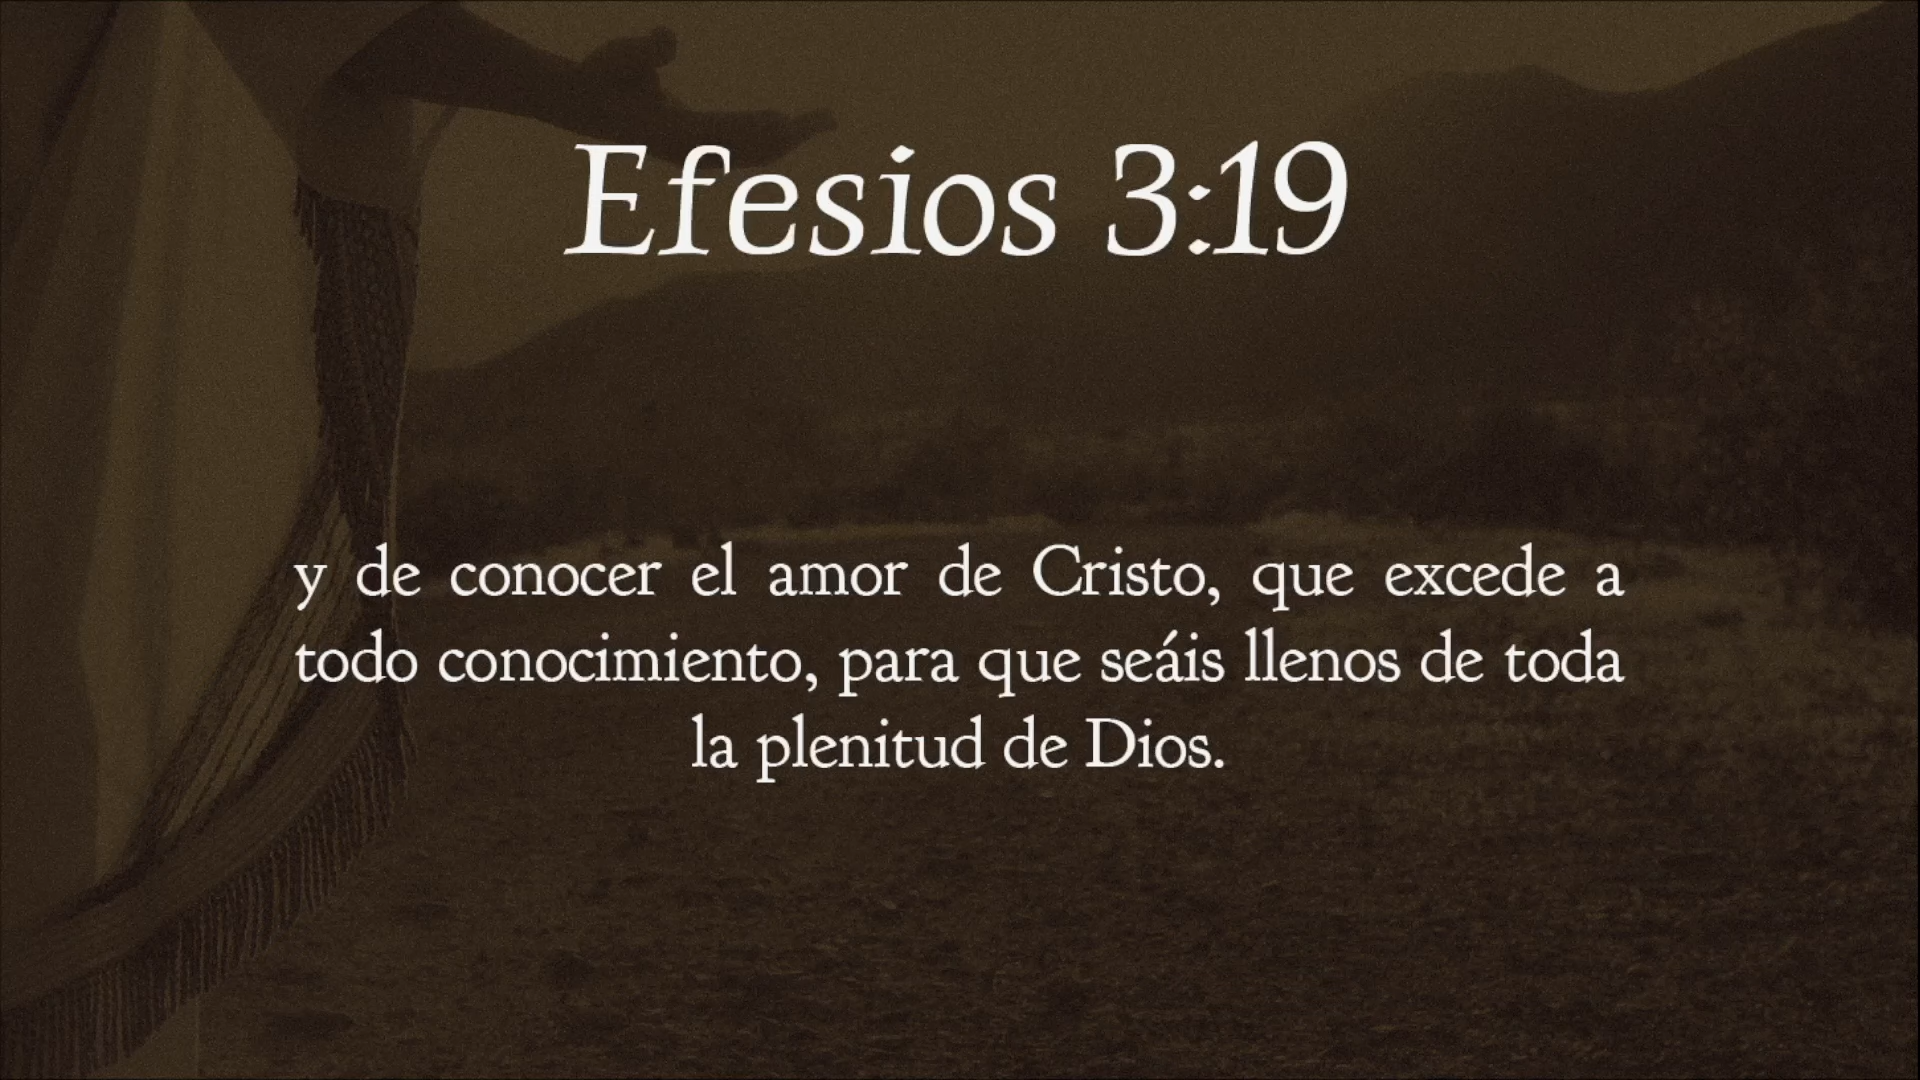 Efesios 3:19
y de conocer el amor de Cristo, que excede a
todo conocimiento, para que seáis llenos de toda
la plenitud de Dios.